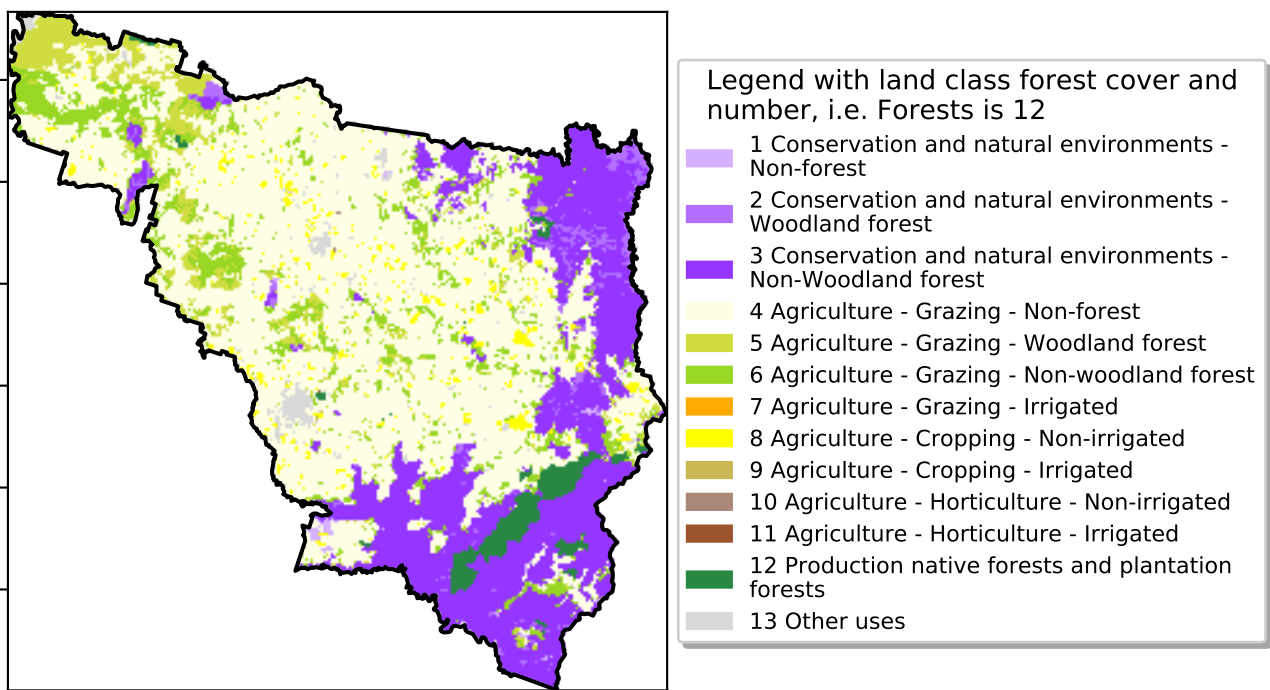 Legend with land class forest cover and
number, i.e. Forests is 12
1 Conservation and natural environments -
Non-forest
2 Conservation and natural environments -
Woodland forest
3 Conservation and natural environments -
Non-Woodland forest
4 Agriculture - Grazing - Non-forest
5 Agriculture - Grazing - Woodland forest
6 Agriculture - Grazing - Non-woodland forest
7 Agriculture - Grazing - Irrigated
8 Agriculture - Cropping - Non-irrigated
9 Agriculture - Cropping - Irrigated
10 Agriculture - Horticulture - Non-irrigated
11 Agriculture - Horticulture - Irrigated
12 Production native forests and plantation
forests
13 Other uses